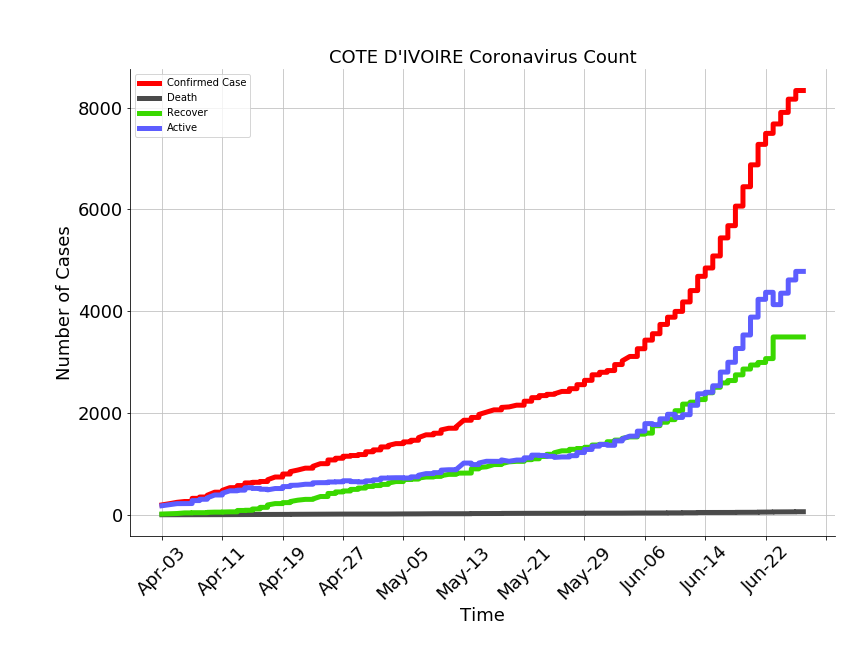 COTE D'IVOIRE Coronavirus Count
Confirmed Case
Death
Recover
Active
Number of Cases
8000
6000
4000
2000
0
Apr-03
Apr-11
Apr-19
Apr-27
May-05
May-13
May-21
May-29
Jun-06
Jun-14
Jun-22
Time